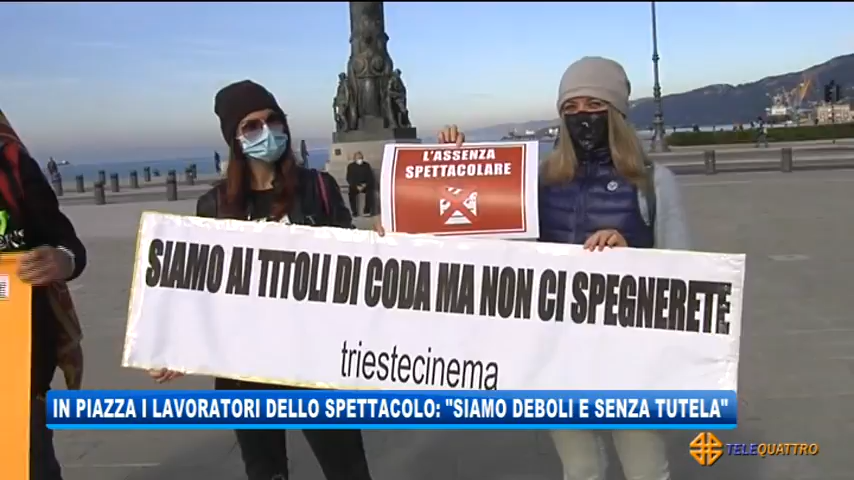 L'ASSENZA
SPETTACOLARE
SIAMO AI TITOLI DI CODA MA NON CI SPEGNERETE
triestecinema
IN PIAZZA I LAVORATORI DELLO SPETTACOLO: "SIAMO DEBOLI E SENZA TUTELA"
TELEQUATTRO